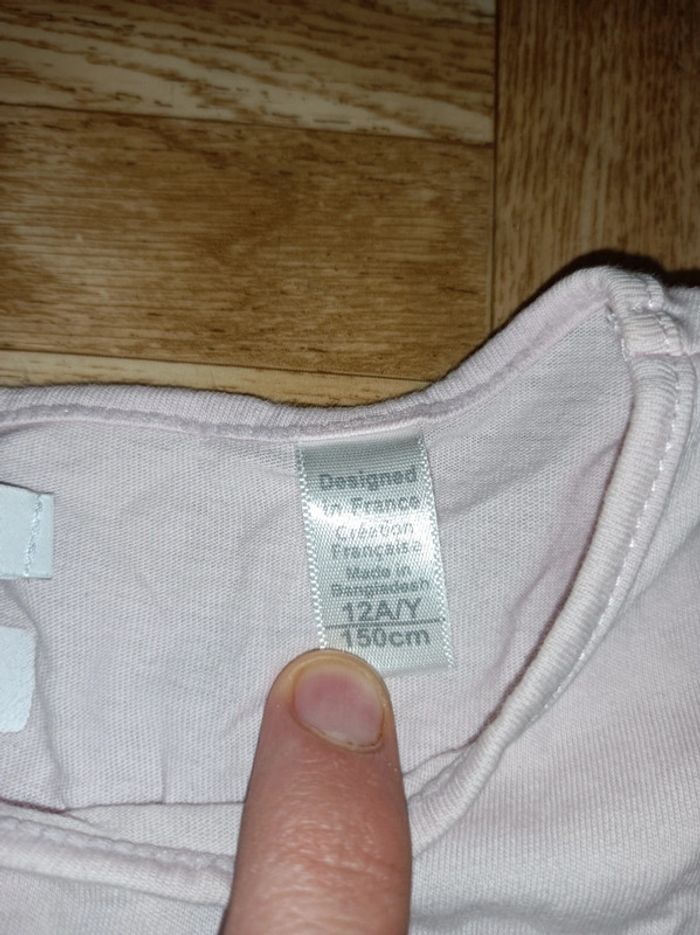 Designed
in France
Création
Française
Made in
Bangladesh
12A/Y
150cm